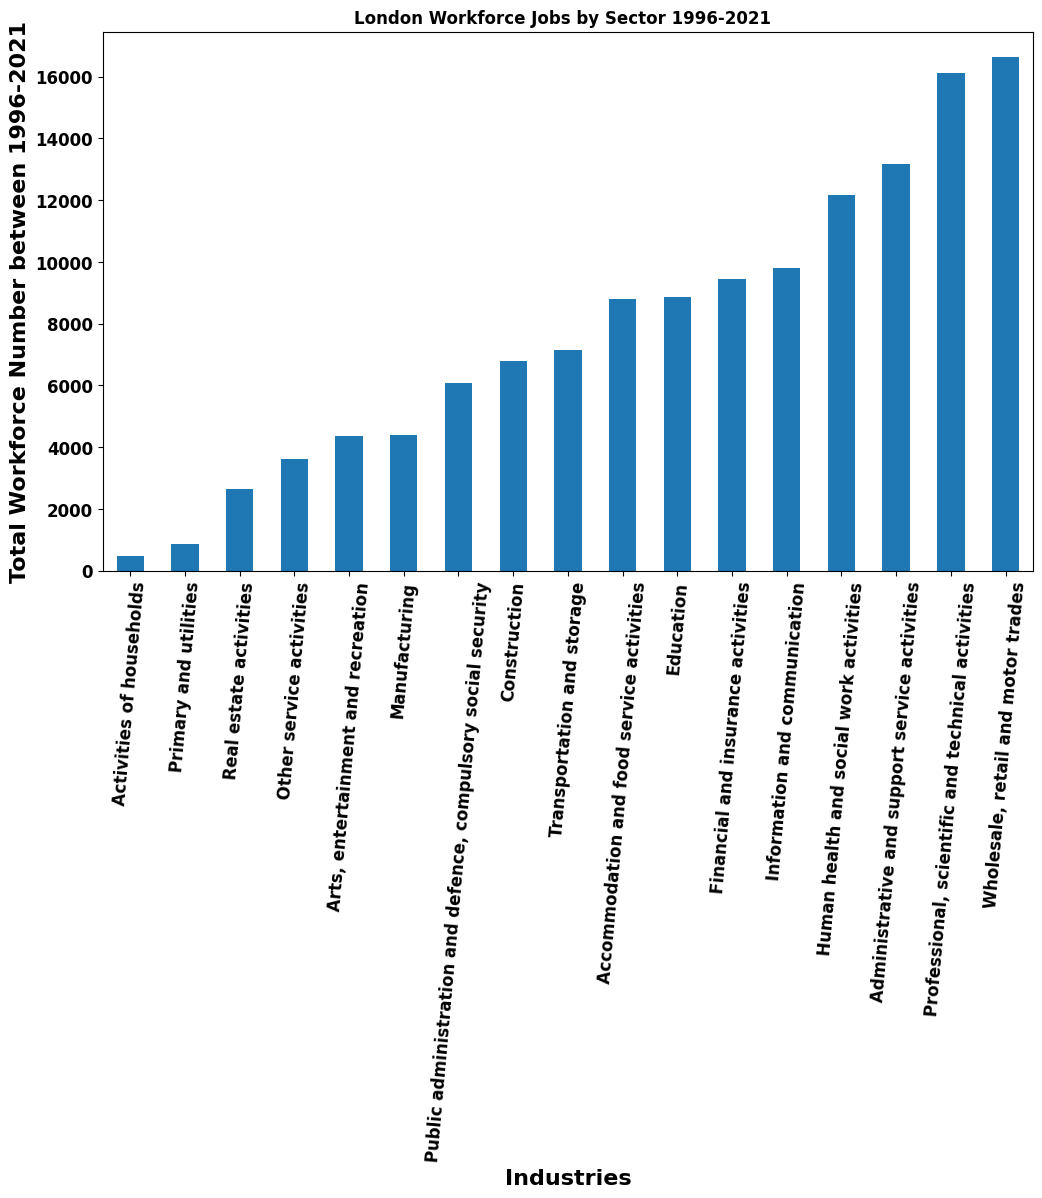 London Workforce Jobs by Sector 1996-2021
Total Workforce Number between 1996-2021
16000
14000
12000
10000
8000
6000
4000
2000
0
Activities of households
Primary and utilities
Real estate activities
Other service activities
Arts, entertainment and recreation
Manufacturing
Public administration and defence, compulsory social security
Construction
Transportation and storage
Accommodation and food service activities
Education
Financial and insurance activities
Information and communication
Human health and social work activities
Administrative and support service activities
Professional, scientific and technical activities
Wholesale, retail and motor trades
Industries